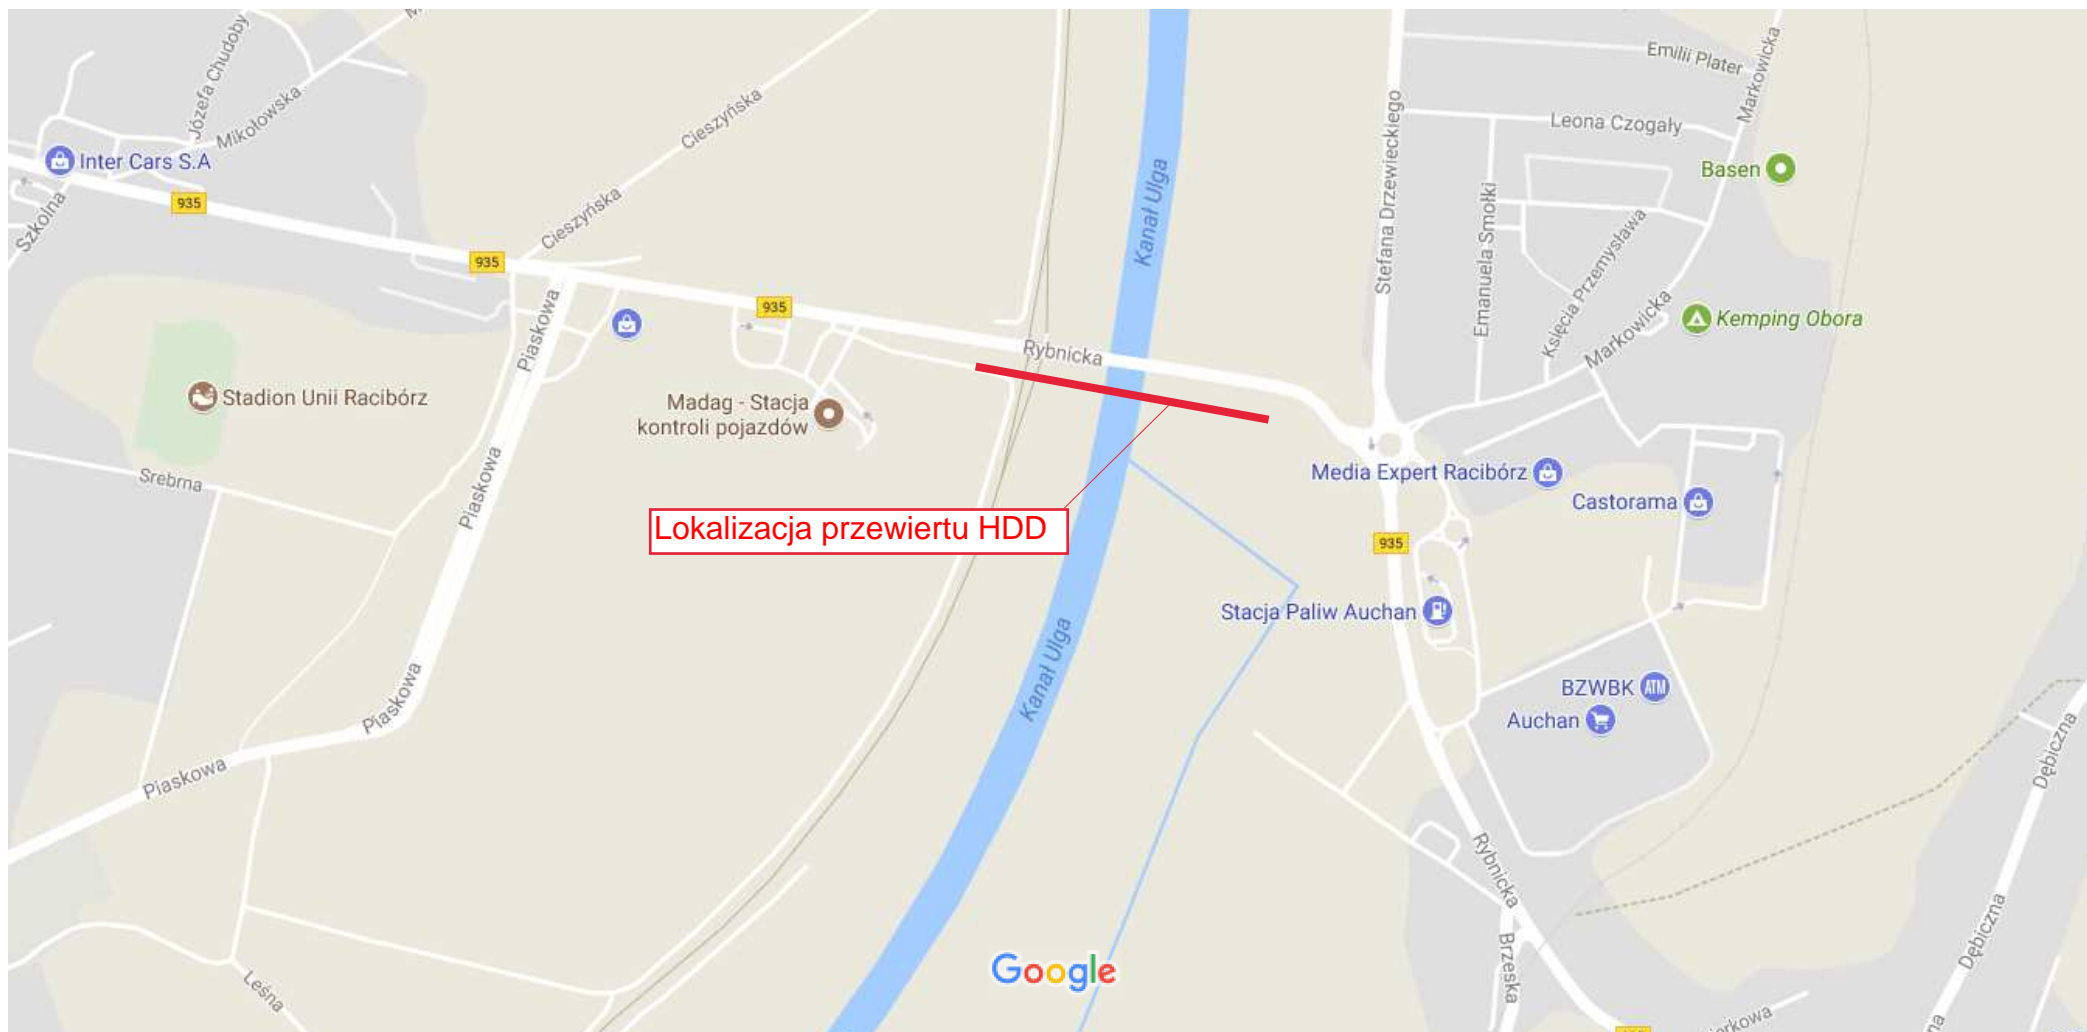 Józefa Chudoby
Mikołowska
Inter Cars S.A
935
Szkolna
Cieszyńska
Cieszyńska
935
935
Piaskowa
Piaskowa
Piaskowa
Piaskowa
Stadion Unii Racibórz
Srebrna
Madag - Stacja
kontroli pojazdów
Rybnicka
Kanał Ulga
Kanał Ulga
Lokalizacja przewiertu HDD
Stefana Drzewieckiego
Emilii Plater
Markowicka
Leona Czogały
Basen
Emanuela Smołki
Księcia Przemysława
Markowicka
Kemping Obora
Media Expert Racibórz
Castorama
935
Stacja Paliw Auchan
BZWBK
ATM
Auchan
Rybnicka
Brzeska
Dębiczna
Dębiczna
Leśna
Google